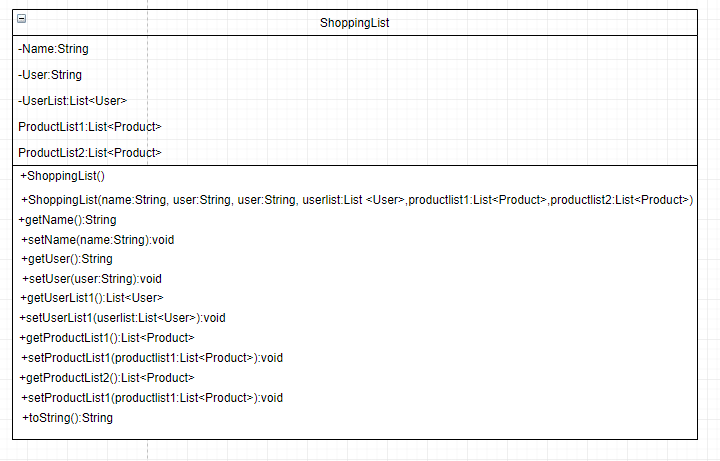 ShoppingList
-Name:String
-User:String
-UserList:List<User>
ProductList1:List<Product>
ProductList2:List<Product>
+ShoppingList()
+ShoppingList(name:String, user:String, user:String, userlist:List <User>,productlist1:List<Product>,productlist2:List<Product>)
+getName():String
+setName(name:String):void
+getUser():String
+setUser(user:String):void
+getUserList1():List<User>
+setUserList1(userlist:List<User>):void
+getProductList1():List<Product>
+setProductList1(productlist1:List<Product>):void
+getProductList2():List<Product>
+setProductList1(productlist1:List<Product>):void
+toString():String